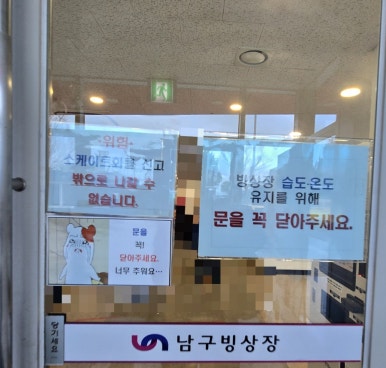 -위험-
스케이트화를 신고
밖으로 나갈 수
없습니다.
빙상장 습도·온도
유지를 위해
문을 꼭 닫아주세요.
문을
꼭!
닫아주세요.
너무 추워요...
당기세요
남구빙상장